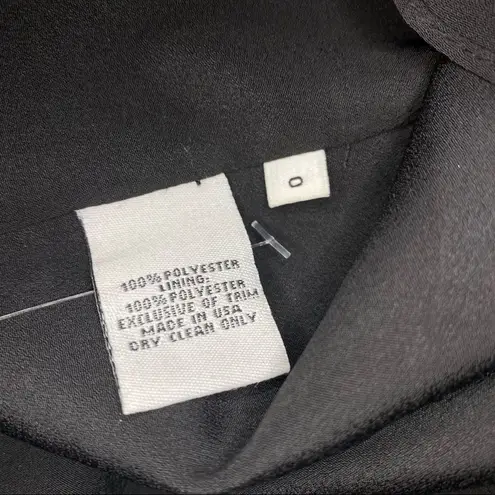 0
100% POLYESTER
LINING:
100% POLYESTER
EXCLUSIVE OF TRIM
MADE IN USA
DRY CLEAN ONLY